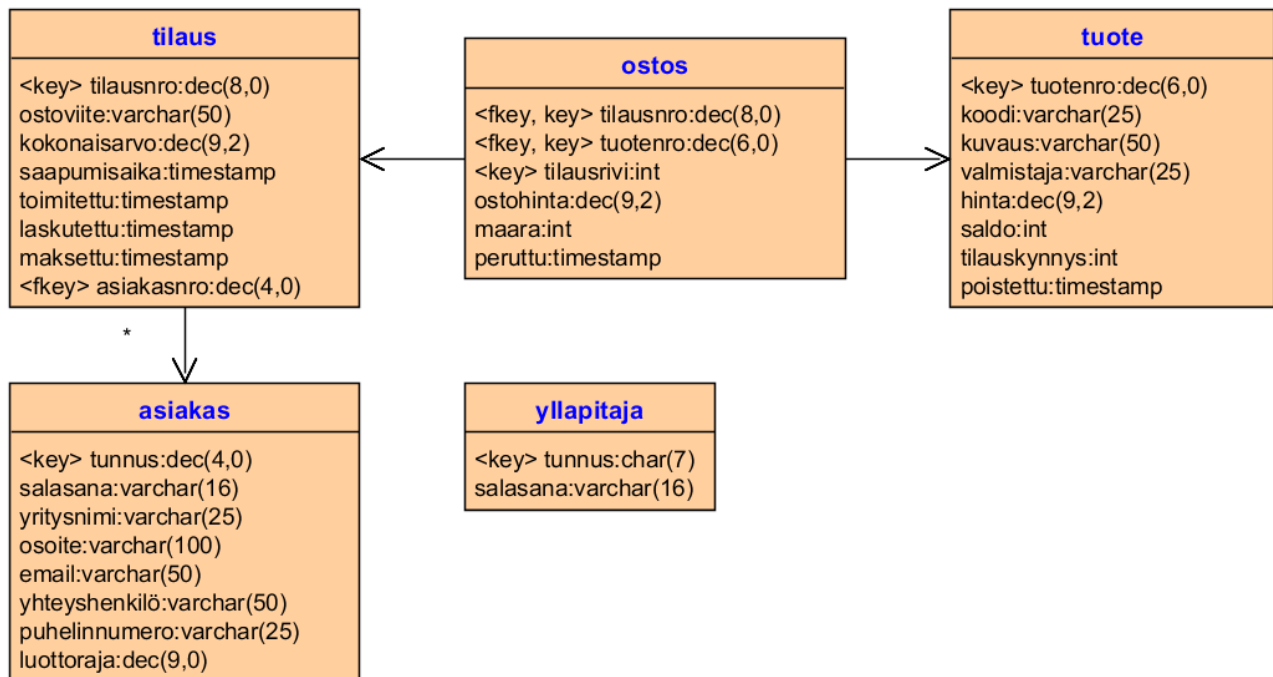 tilaus
<key> tilausnro:dec(8,0)
ostoviite:varchar(50)
kokonaisarvo:dec(9,2)
saapumisaika:timestamp
toimitettu:timestamp
laskutettu:timestamp
maksettu:timestamp
<fkey> asiakasnro:dec(4,0)
ostos
<fkey, key> tilausnro:dec(8,0)
<fkey, key> tuotenro:dec(6,0)
<key> tilausrivi:int
ostohinta:dec(9,2)
maara:int
peruttu:timestamp
tuote
<key> tuotenro:dec(6,0)
koodi:varchar(25)
kuvaus:varchar(50)
valmistaja:varchar(25)
hinta:dec(9,2)
saldo:int
tilauskynnys:int
poistettu:timestamp
*
asiakas
<key> tunnus:dec(4,0)
salasana:varchar(16)
yritysnimi:varchar(25)
osoite:varchar(100)
email:varchar(50)
yhteyshenkilö:varchar(50)
puhelinnumero:varchar(25)
luottoraja:dec(9,0)
yllapitaja
<key> tunnus:char(7)
salasana:varchar(16)